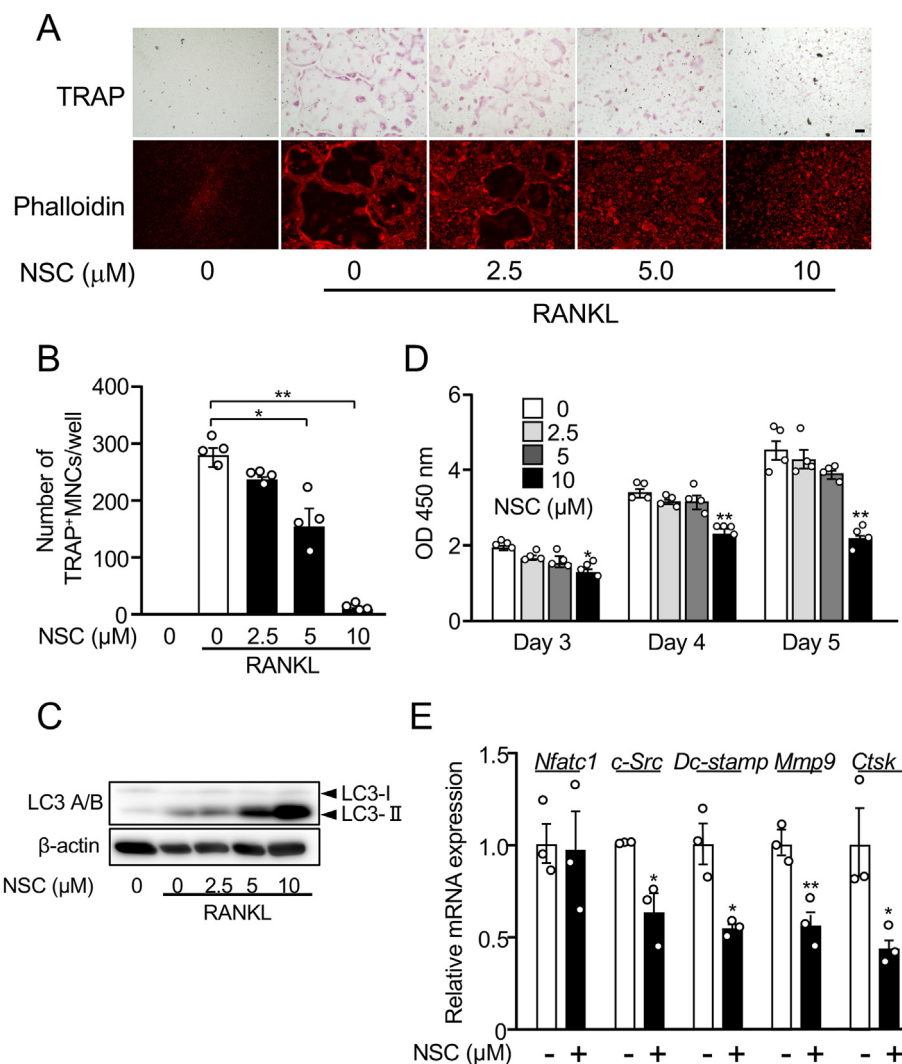 A
TRAP
Phalloidin
NSC (μM) 0 0 2.5 5.0 10
RANKL
B
400
300
200
100
0
Number of
TRAP⁺MNCs/well
**
*
NSC (μM) 0 0 2.5 5 10
RANKL
D
6
4
2
0
OD 450 nm
0
2.5
5
10
NSC (μM)
* ** **
Day 3 Day 4 Day 5
C
LC3 A/B
LC3-I
LC3-Ⅱ
β-actin
NSC (μM) 0 0 2.5 5 10
RANKL
E
1.5
1.0
0.5
0
Relative mRNA expression
Nfatc1 c-Src Dc-stamp Mmp9 Ctsk
* * ** *
NSC (μM) - + - + - + - + - +